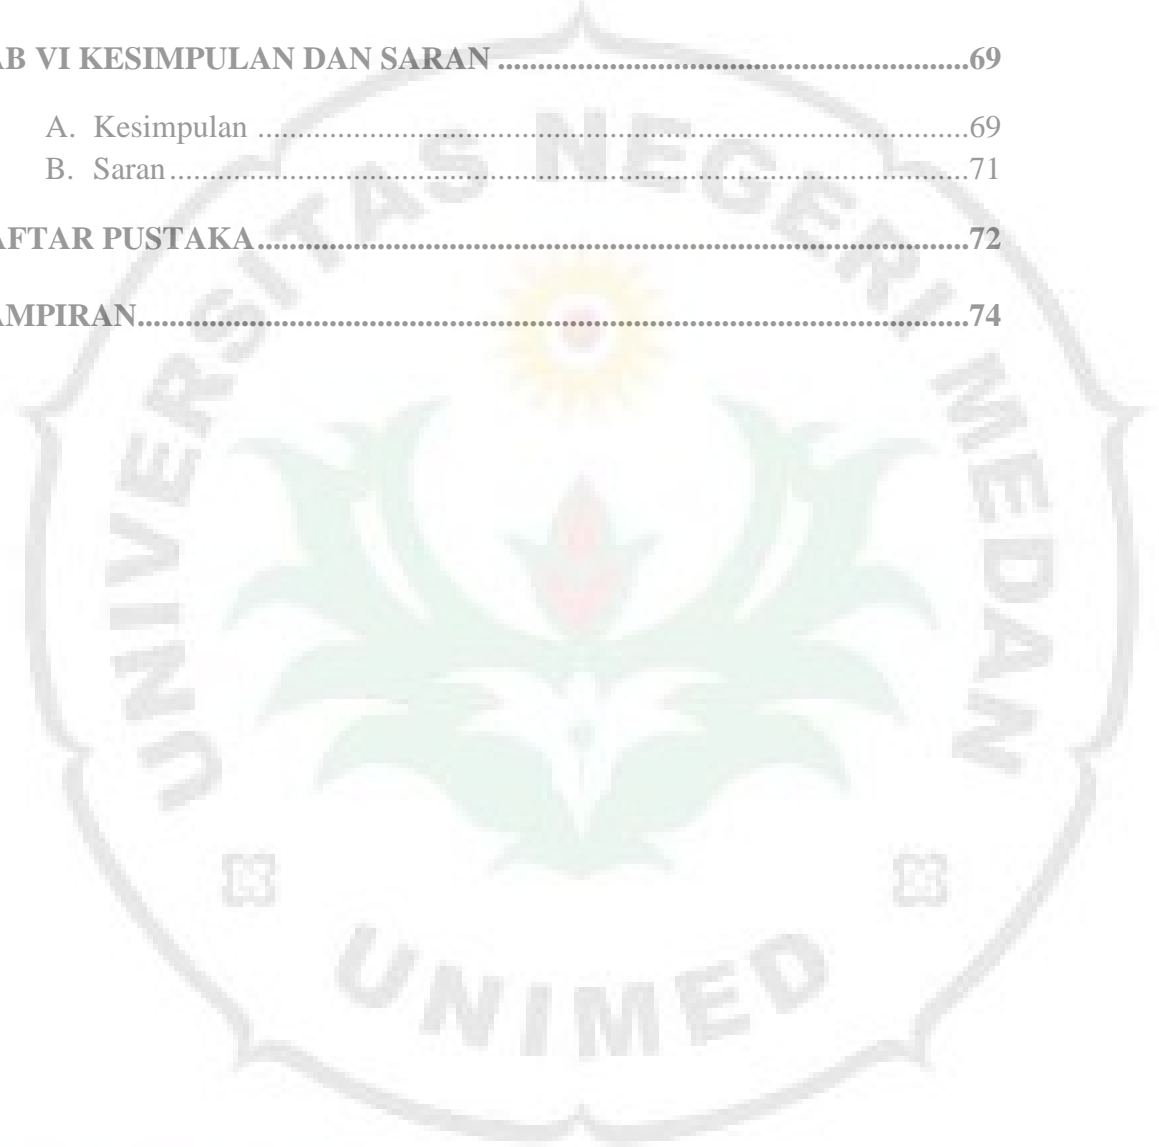 AB VI KESIMPULAN DAN SARAN ........................................................69
A. Kesimpulan ....................................................................................69
B. Saran ..............................................................................................71
AFTAR PUSTAKA....................................................................................72
AMPIRAN..................................................................................................74
UNIVERSITAS NEGERI MEDAN
UNIMED